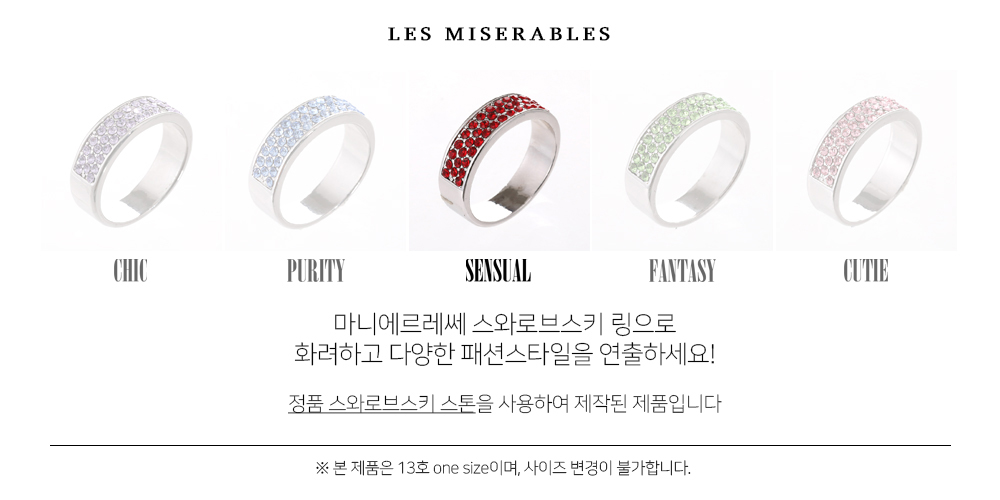 LES MISERABLES
CHIC PURITY SENSUAL FANTASY CUTIE
마니에르레쎄 스와로브스키 링으로
화려하고 다양한 패션스타일을 연출하세요!
정품 스와로브스키 스톤을 사용하여 제작된 제품입니다
※ 본 제품은 13호 one size이며, 사이즈 변경이 불가합니다.